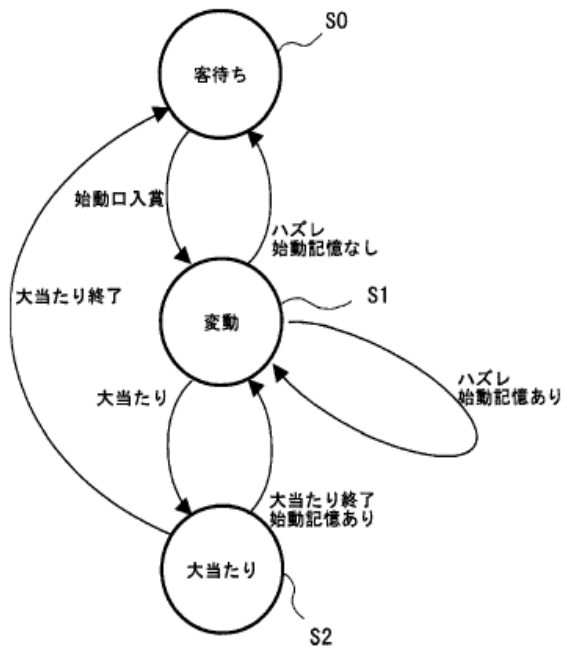 S0
客待ち
始動口入賞
ハズレ
始動記憶なし
大当たり終了
S1
変動
大当たり
ハズレ
始動記憶あり
大当たり終了
始動記憶あり
大当たり
S2